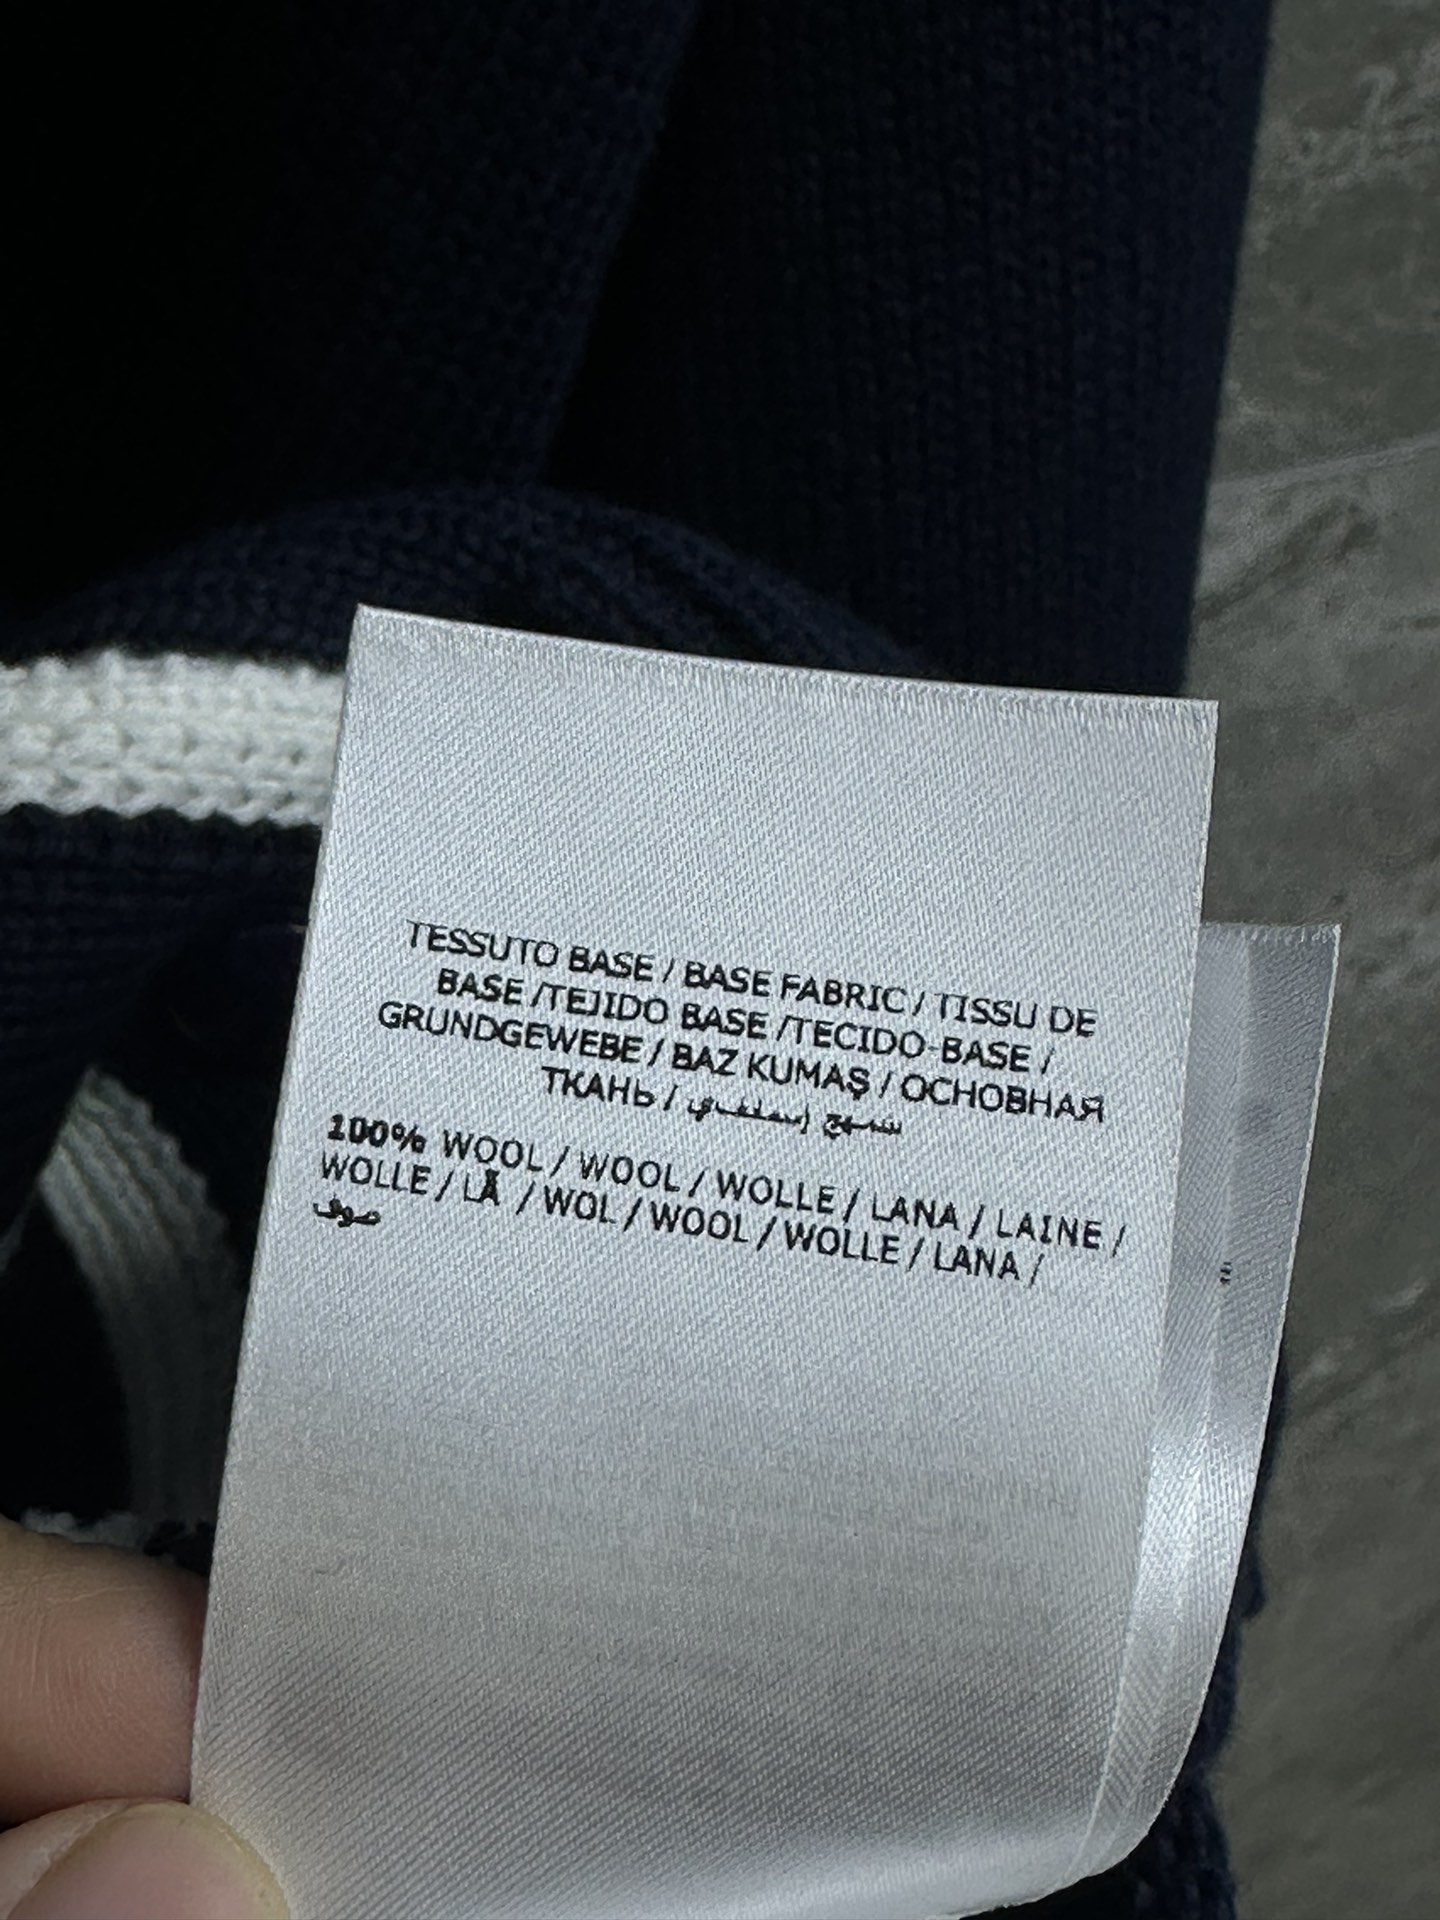 TESSUTO BASE / BASE FABRIC / TISSU DE
BASE /TEJIDO BASE /TECIDO-BASE /
GRUNDGEWEBE / BAZ KUMAŞ / ОСНОВНАЯ
ТКАНЬ /
100% WOOL / WOOL / WOLLE / LANA / LAINE /
WOLLE / LÃ / WOL / WOOL / WOLLE / LANA /
صوف